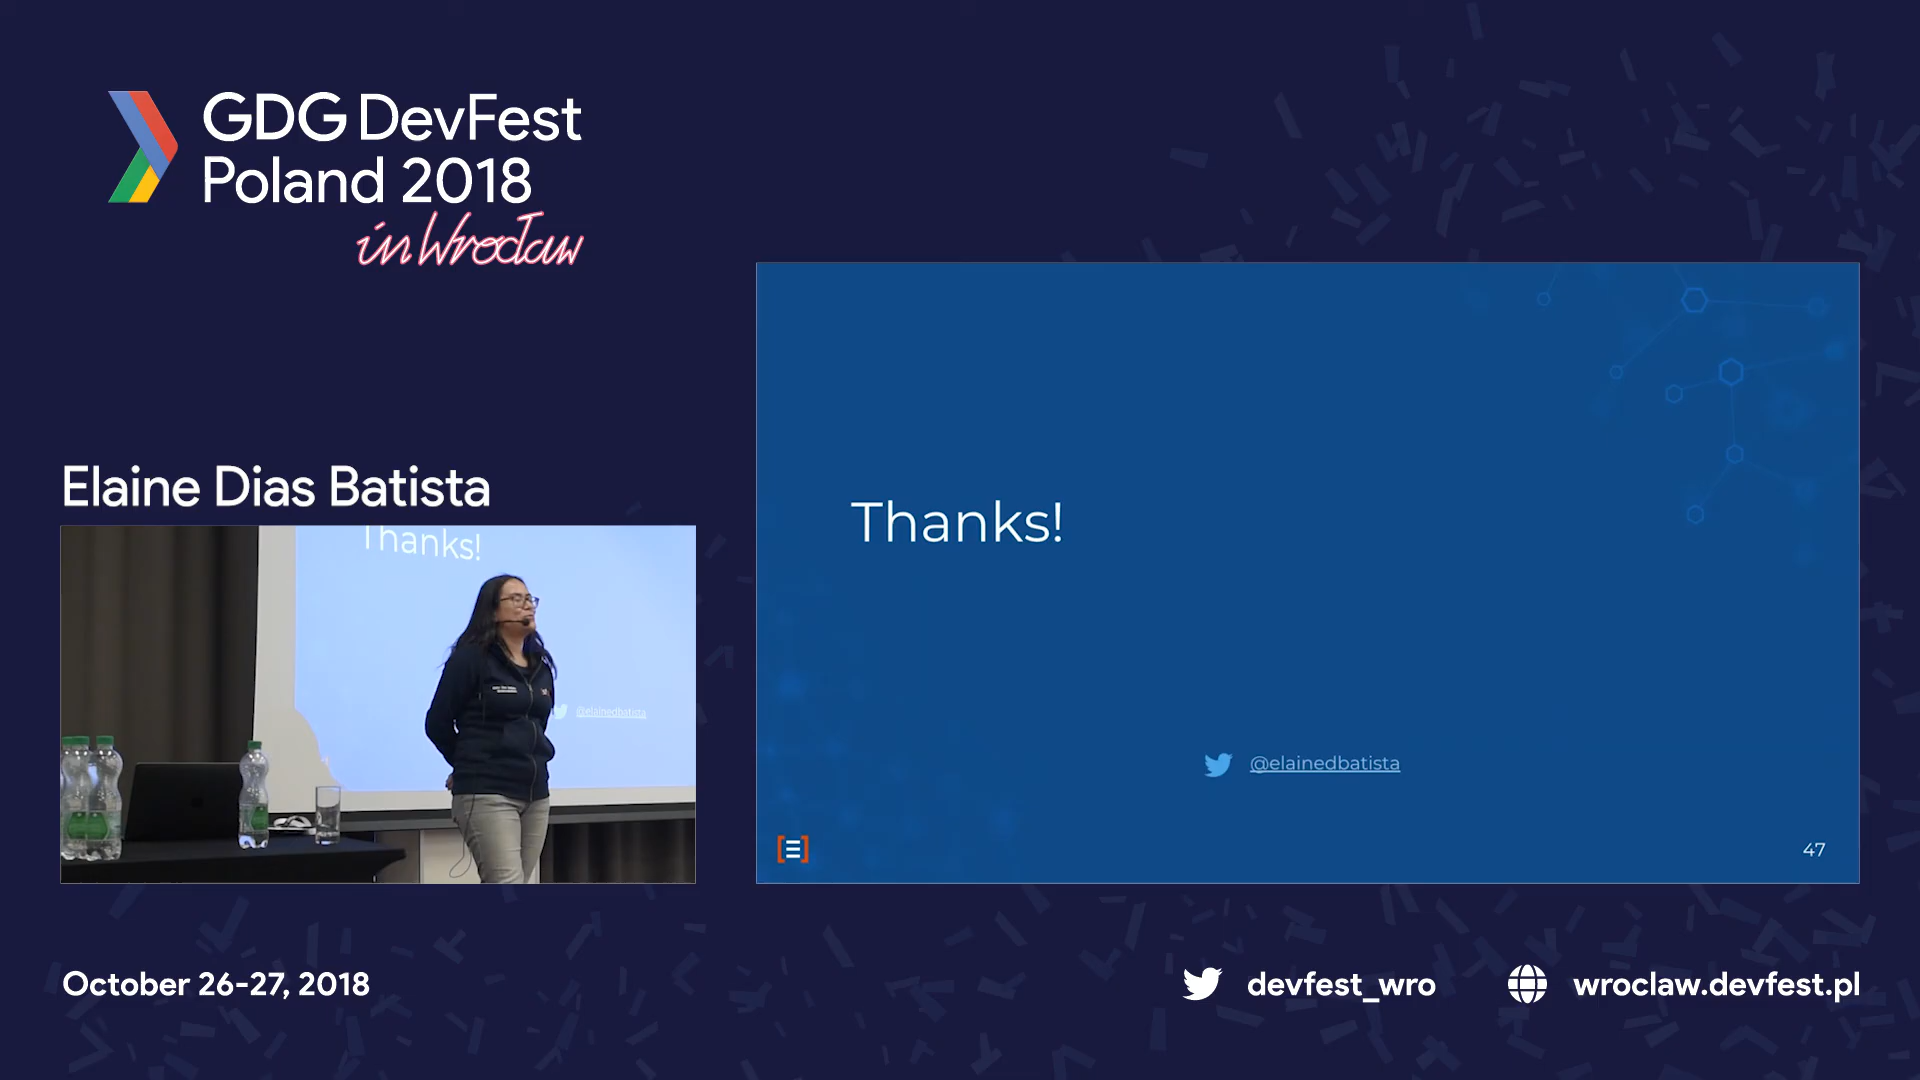 GDG DevFest
Poland 2018
in Wrocław
Elaine Dias Batista
Thanks!
@elainedbatista
Thanks!
@elainedbatista
47
October 26-27, 2018
devfest_wro
wroclaw.devfest.pl